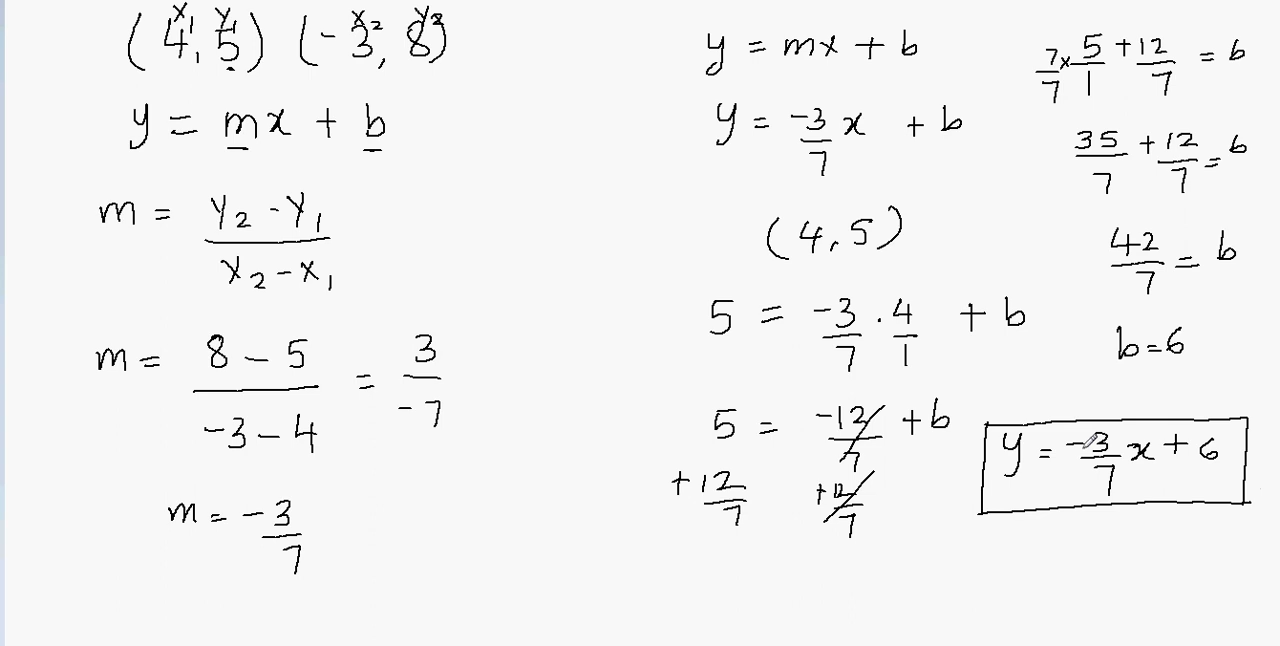 (4, 5) (-3, 8)
x₁ y₁ x₂ y₂
y = mx + b
m = Y₂ - Y₁ / X₂ - X₁
m = 8 - 5 / -3 - 4 = 3 / -7
m = -3/7
y = mx + b
y = -3/7 x + b
(4, 5)
5 = -3/7 · 4/1 + b
5 = -12/7 + b
+12/7 +12/7
7/7 × 5/1 + 12/7 = b
35/7 + 12/7 = b
42/7 = b
b = 6
y = -3/7 x + 6